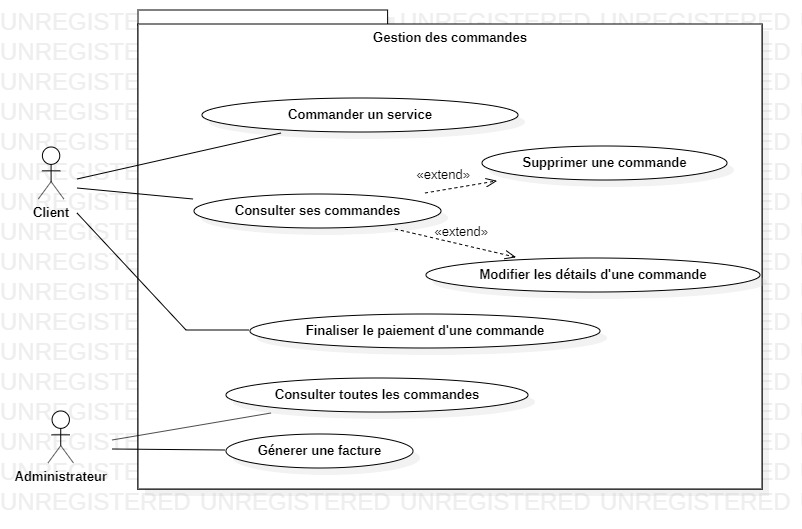 Gestion des commandes
Commander un service
Supprimer une commande
«extend»
Client
Consulter ses commandes
«extend»
Modifier les détails d'une commande
Finaliser le paiement d'une commande
Consulter toutes les commandes
Génerer une facture
Administrateur
UNREGISTERED UNREGISTERED UNREGISTERED UNREGISTERED